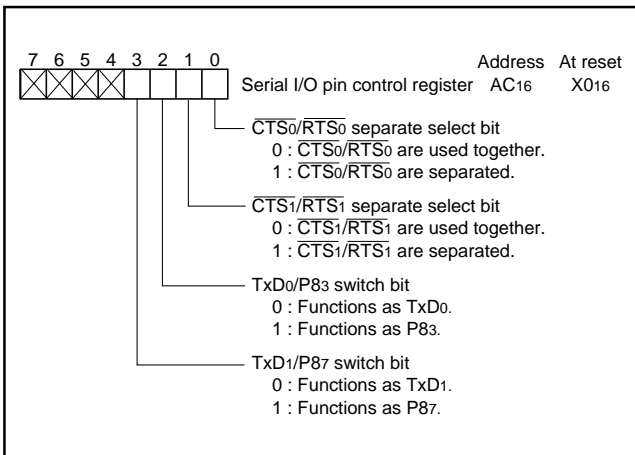 7 6 5 4 3 2 1 0
Address At reset
Serial I/O pin control register AC16 X016
CTS0/RTS0 separate select bit
0 : CTS0/RTS0 are used together.
1 : CTS0/RTS0 are separated.
CTS1/RTS1 separate select bit
0 : CTS1/RTS1 are used together.
1 : CTS1/RTS1 are separated.
TxD0/P83 switch bit
0 : Functions as TxD0.
1 : Functions as P83.
TxD1/P87 switch bit
0 : Functions as TxD1.
1 : Functions as P87.